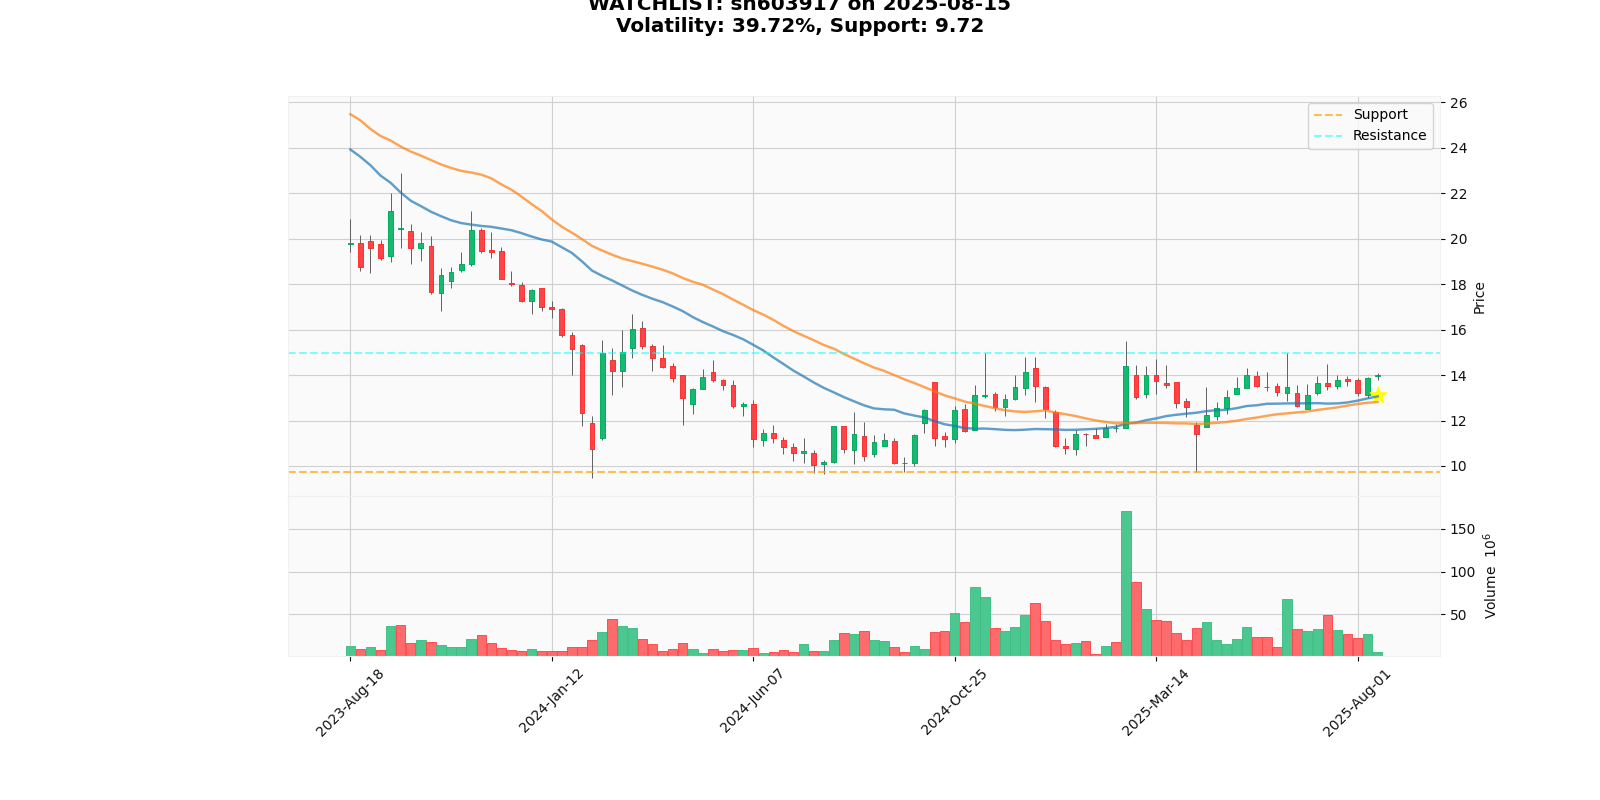 WATCHLIST: sh603917 on 2025-08-15
Volatility: 39.72%, Support: 9.72
Support
Resistance
26
24
22
20
18
16
14
12
10
Price
150
100
50
Volume 10⁶
2023-Aug-18
2024-Jan-12
2024-Jun-07
2024-Oct-25
2025-Mar-14
2025-Aug-01